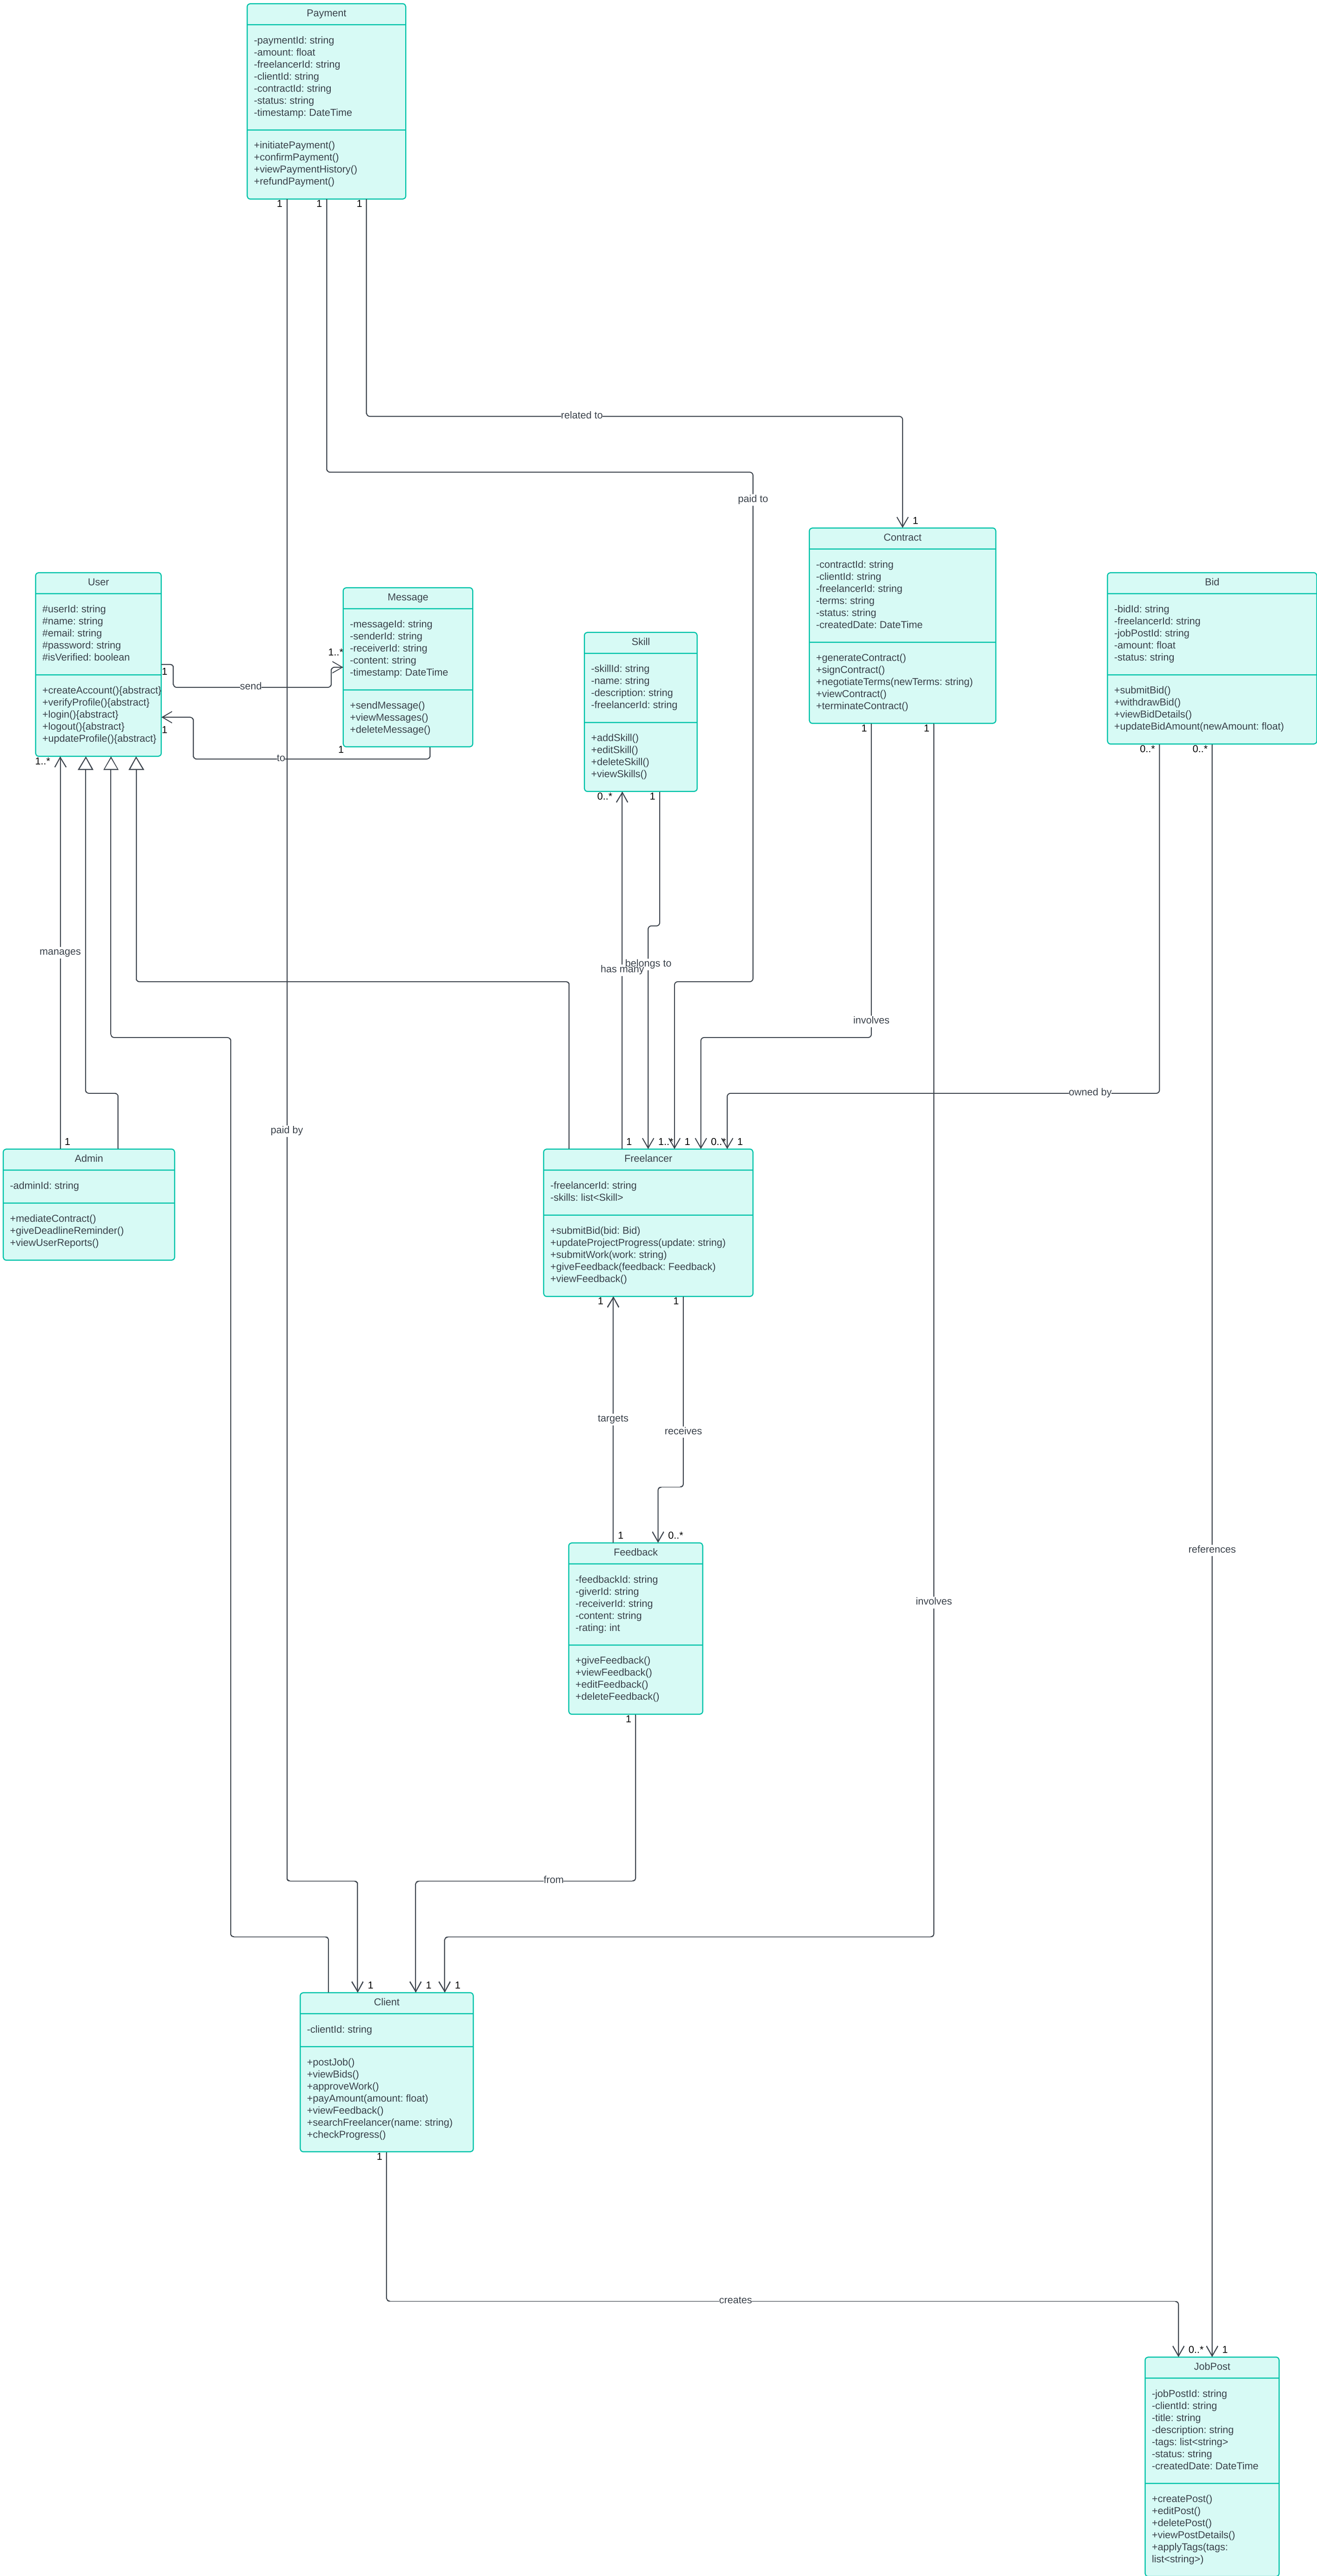 Payment
-paymentId: string
-amount: float
-freelancerId: string
-clientId: string
-contractId: string
-status: string
-timestamp: DateTime
+initiatePayment()
+confirmPayment()
+viewPaymentHistory()
+refundPayment()
1
1
1
related to
paid to
1
Contract
-contractId: string
-clientId: string
-freelancerId: string
-terms: string
-status: string
-createdDate: DateTime
+generateContract()
+signContract()
+negotiateTerms(newTerms: string)
+viewContract()
+terminateContract()
1
1
User
#userId: string
#name: string
#email: string
#password: string
#isVerified: boolean
+createAccount(){abstract}
+verifyProfile(){abstract}
+login(){abstract}
+logout(){abstract}
+updateProfile(){abstract}
1
send
1..*
1
to
1
1..*
Message
-messageId: string
-senderId: string
-receiverId: string
-content: string
-timestamp: DateTime
+sendMessage()
+viewMessages()
+deleteMessage()
Skill
-skillId: string
-name: string
-description: string
-freelancerId: string
+addSkill()
+editSkill()
+deleteSkill()
+viewSkills()
0..*
1
Bid
-bidId: string
-freelancerId: string
-jobPostId: string
-amount: float
-status: string
+submitBid()
+withdrawBid()
+viewBidDetails()
+updateBidAmount(newAmount: float)
0..*
0..*
manages
belongs to
has many
involves
owned by
paid by
1
1
1..*
1
0..*
1
Admin
-adminId: string
+mediateContract()
+giveDeadlineReminder()
+viewUserReports()
Freelancer
-freelancerId: string
-skills: list<Skill>
+submitBid(bid: Bid)
+updateProjectProgress(update: string)
+submitWork(work: string)
+giveFeedback(feedback: Feedback)
+viewFeedback()
1
1
targets
receives
1
0..*
references
Feedback
-feedbackId: string
-giverId: string
-receiverId: string
-content: string
-rating: int
+giveFeedback()
+viewFeedback()
+editFeedback()
+deleteFeedback()
involves
1
from
1
1
1
Client
-clientId: string
+postJob()
+viewBids()
+approveWork()
+payAmount(amount: float)
+viewFeedback()
+searchFreelancer(name: string)
+checkProgress()
1
creates
0..*
1
JobPost
-jobPostId: string
-clientId: string
-title: string
-description: string
-tags: list<string>
-status: string
-createdDate: DateTime
+createPost()
+editPost()
+deletePost()
+viewPostDetails()
+applyTags(tags:
list<string>)